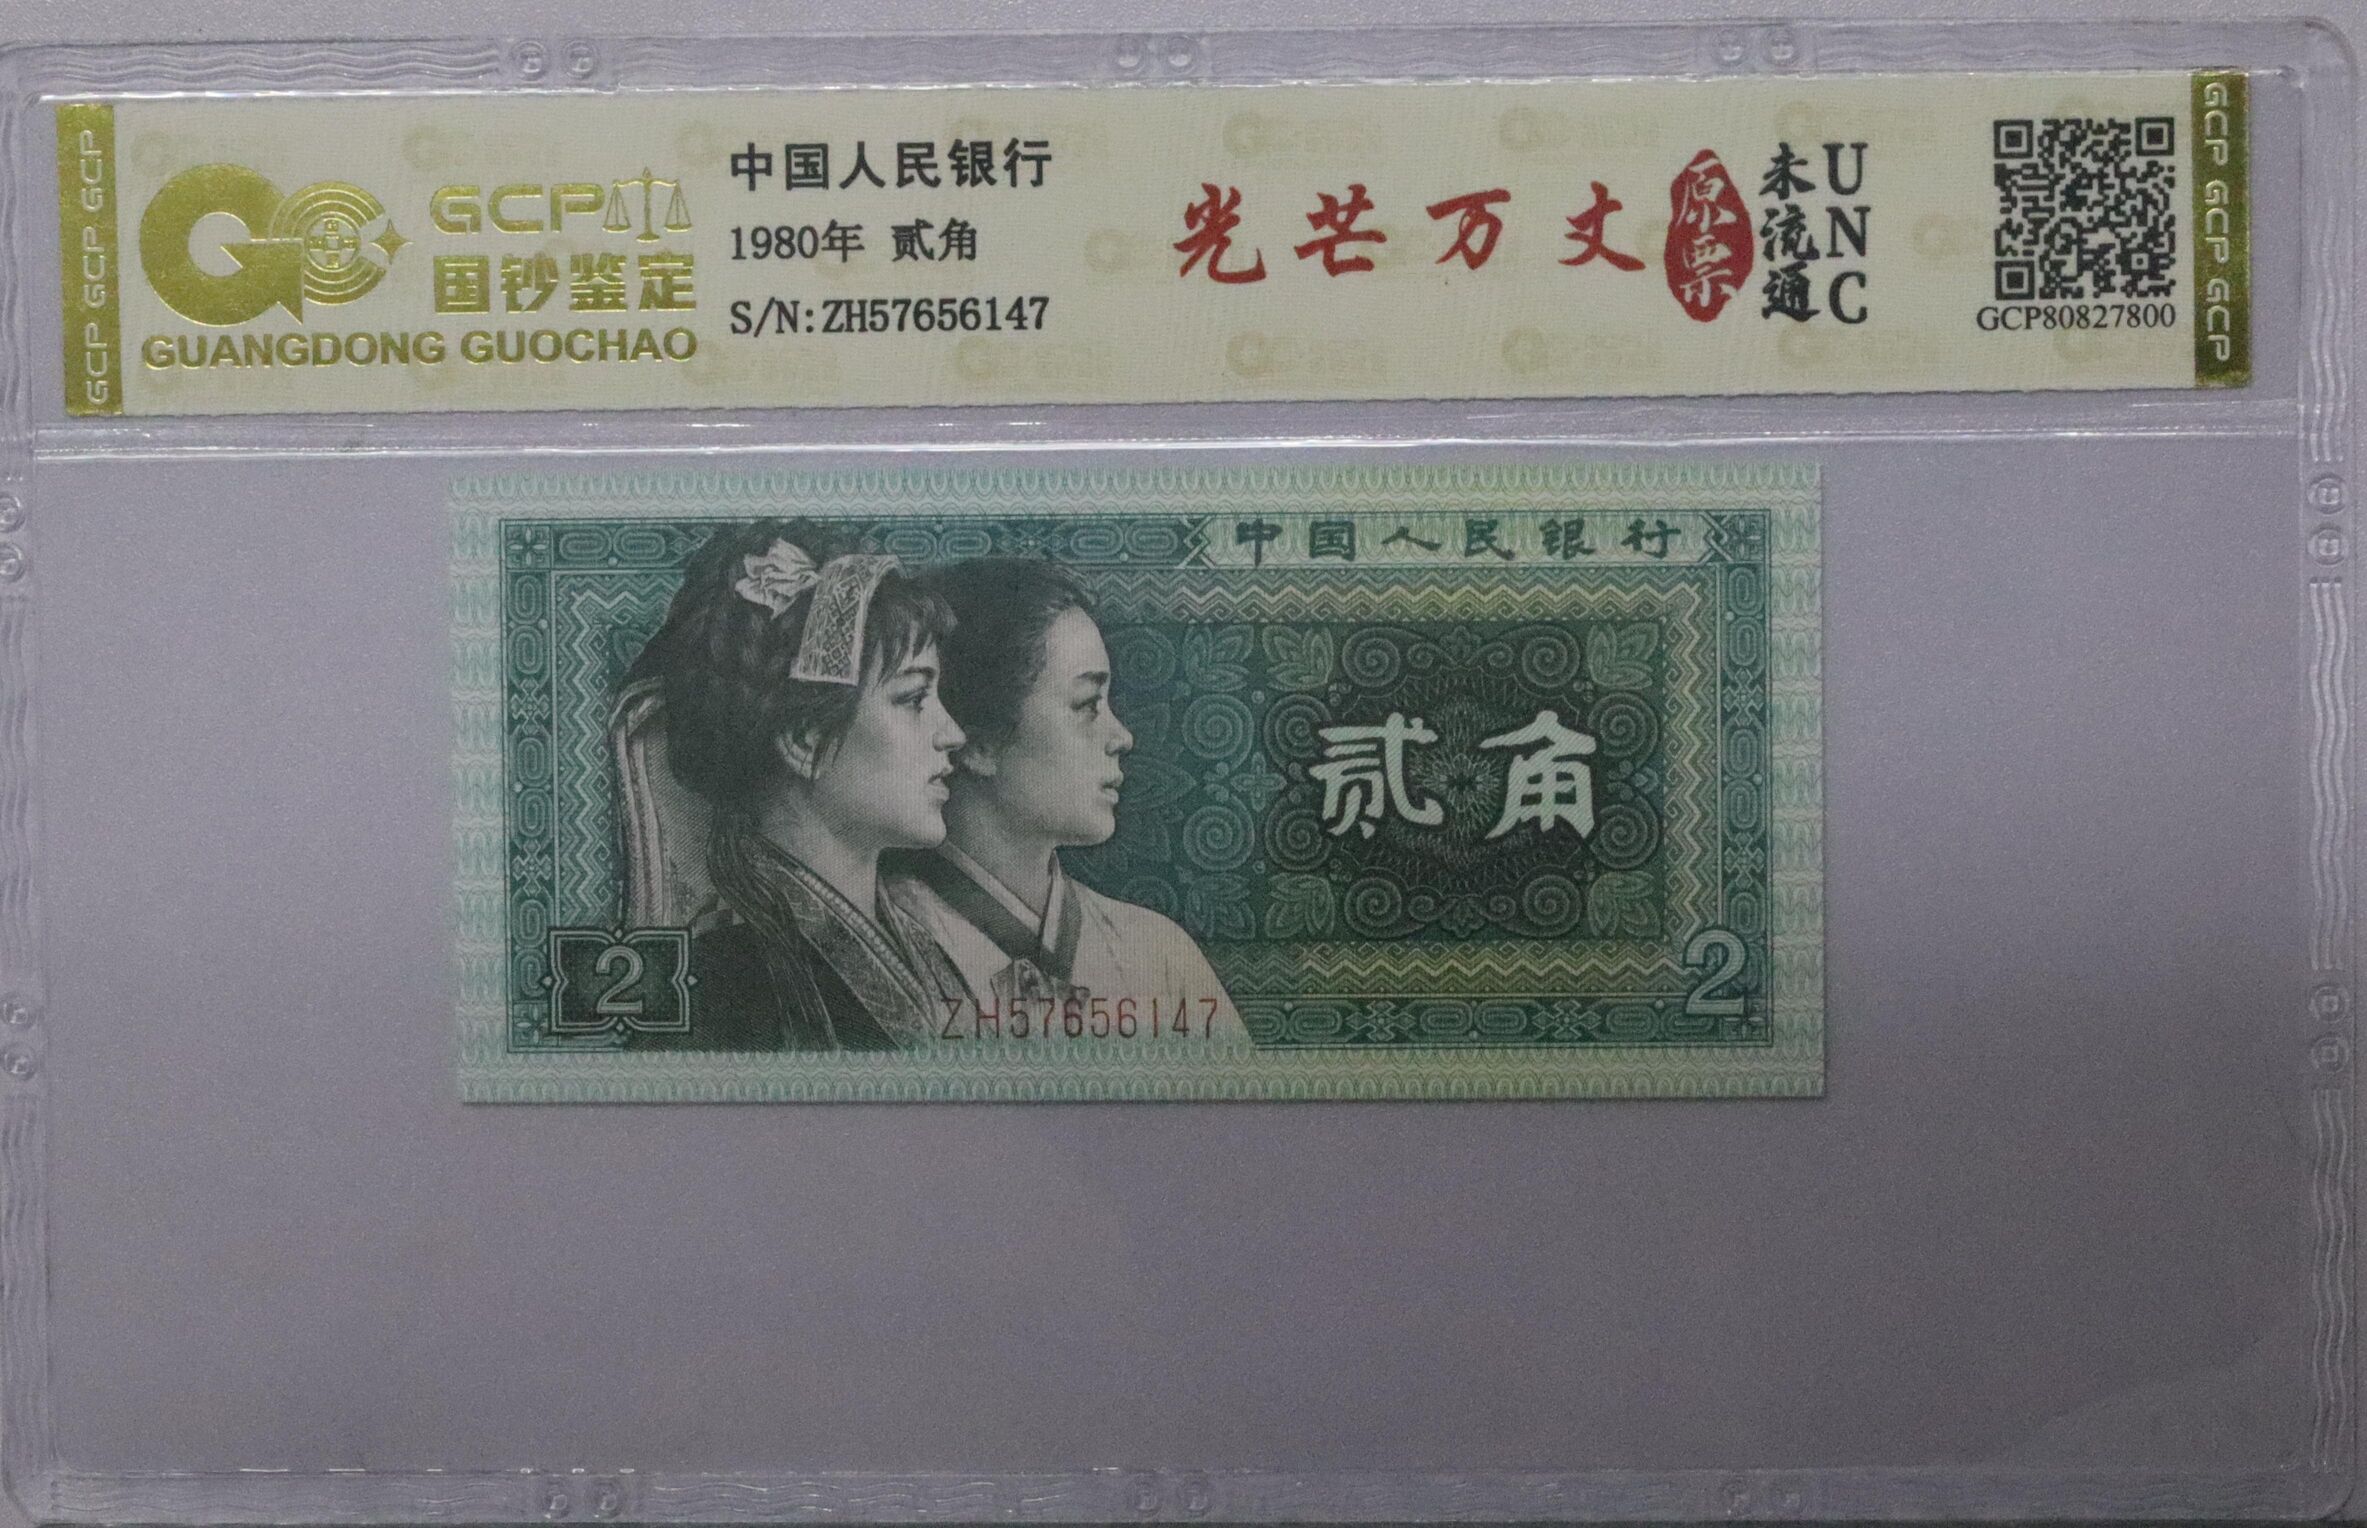 GCP GCP GCP
GCP
国钞鉴定
GUANGDONG GUOCHAO
中国人民银行
1980年 贰角
S/N:ZH57656147
光芒万丈
原票
未流通
UNC
GCP80827800
GCP GCP GCP
中国人民银行
贰角
2
2
ZH57656147